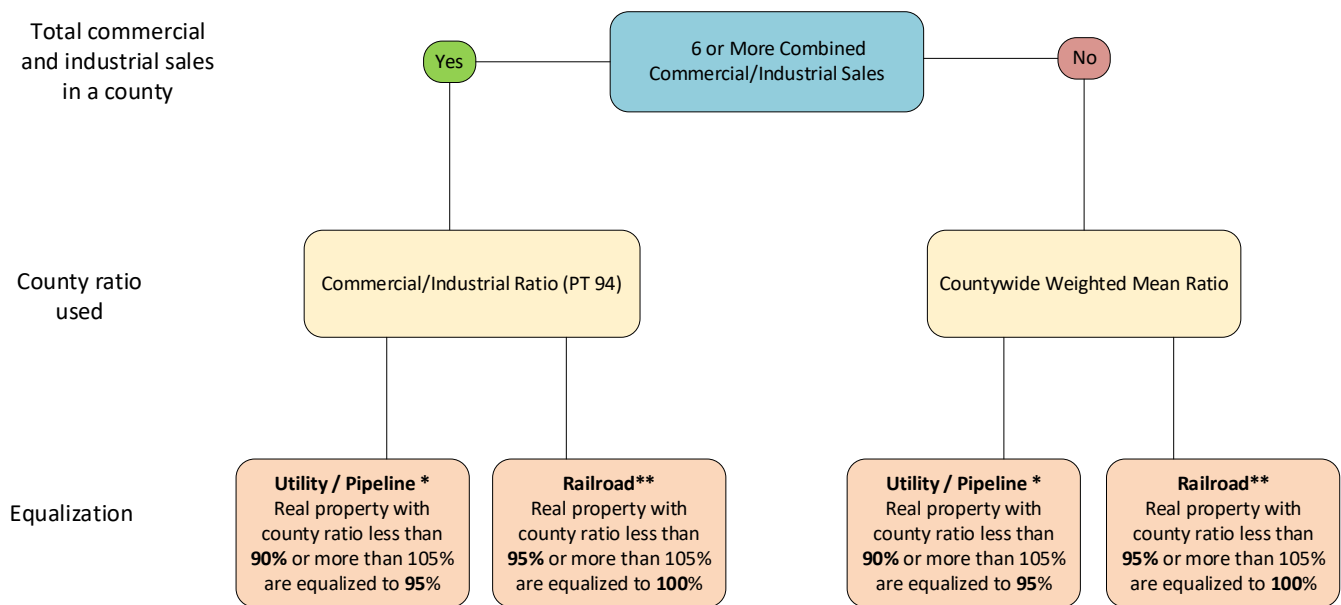 Total commercial
and industrial sales
in a county
Yes
6 or More Combined
Commercial/Industrial Sales
No
County ratio
used
Commercial/Industrial Ratio (PT 94)
Countywide Weighted Mean Ratio
Equalization
Utility / Pipeline *
Real property with
county ratio less than
90% or more than 105%
are equalized to 95%
Railroad**
Real property with
county ratio less than
95% or more than 105%
are equalized to 100%
Utility / Pipeline *
Real property with
county ratio less than
90% or more than 105%
are equalized to 95%
Railroad**
Real property with
county ratio less than
95% or more than 105%
are equalized to 100%